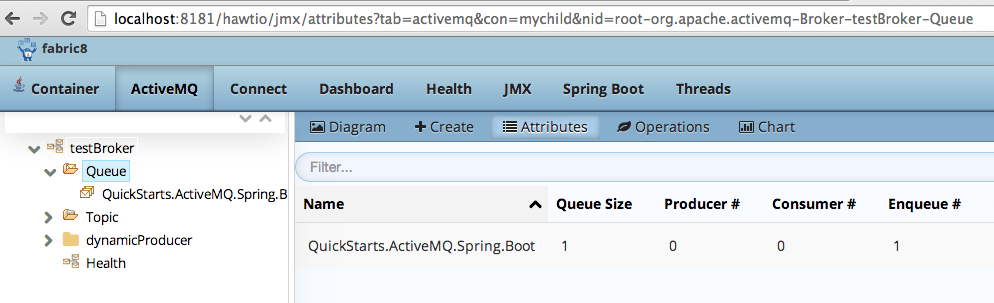 localhost:8181/hawtio/jmx/attributes?tab=activemq&con=mychild&nid=root-org.apache.activemq-Broker-testBroker-Queue
fabric8
Container ActiveMQ Connect Dashboard Health JMX Spring Boot Threads
Diagram Create Attributes Operations Chart
testBroker
Queue
QuickStarts.ActiveMQ.Spring.B
Topic
dynamicProducer
Health
Filter...
Name Queue Size Producer # Consumer # Enqueue #
QuickStarts.ActiveMQ.Spring.Boot 1 0 0 1